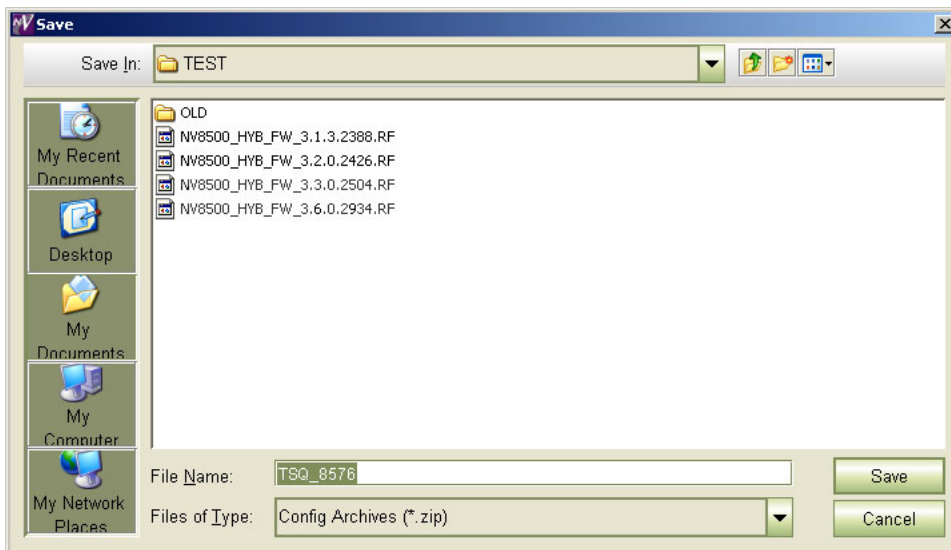 Save
Save In:
TEST
My Recent
Documents
Desktop
My
Documents
My
Computer
My Network
Places
OLD
NV8500_HYB_FW_3.1.3.2388.RF
NV8500_HYB_FW_3.2.0.2426.RF
NV8500_HYB_FW_3.3.0.2504.RF
NV8500_HYB_FW_3.6.0.2934.RF
File Name:
TSQ_8576
Save
Files of Type:
Config Archives (*.zip)
Cancel